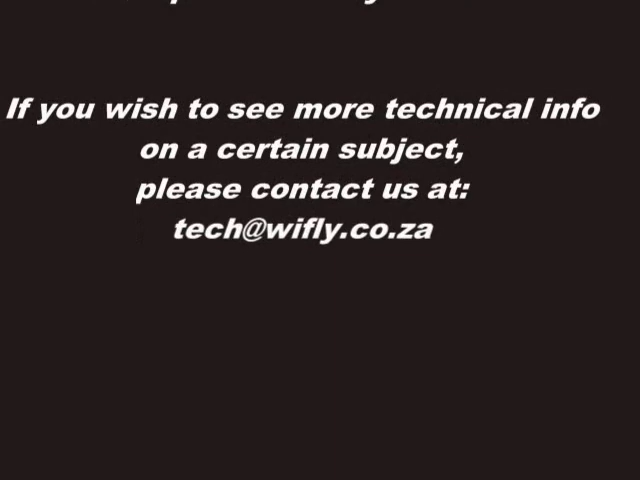 If you wish to see more technical info
on a certain subject,
please contact us at:
tech@wifly.co.za